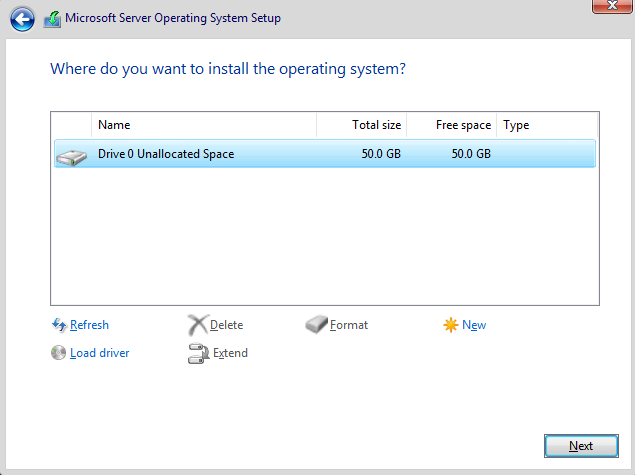 Microsoft Server Operating System Setup
Where do you want to install the operating system?
Name Total size Free space Type
Drive 0 Unallocated Space 50.0 GB 50.0 GB
Refresh Delete Format New
Load driver Extend
Next